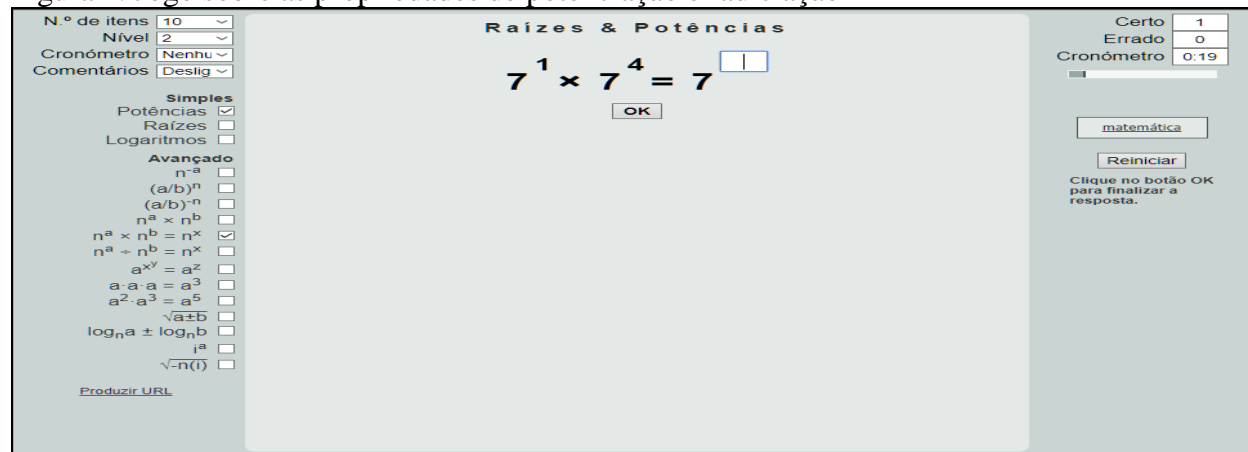 N.º de itens 10
Nível 2
Cronómetro Nenhu
Comentários Deslig
Simples
Potências
Raízes
Logaritmos
Avançado
n⁻ᵃ
(a/b)ⁿ
(a/b)⁻ⁿ
nᵃ × nᵇ
nᵃ × nᵇ = nˣ
nᵃ ÷ nᵇ = nˣ
a^x^y = a^z
a·a·a = a³
a²·a³ = a⁵
√a±b
logₙa ± logₙb
iᵃ
√-n(i)
Produzir URL
Raízes & Potências
7¹ × 7⁴ = 7
OK
Certo 1
Errado 0
Cronómetro 0:19
matemática
Reiniciar
Clique no botão OK
para finalizar a
resposta.